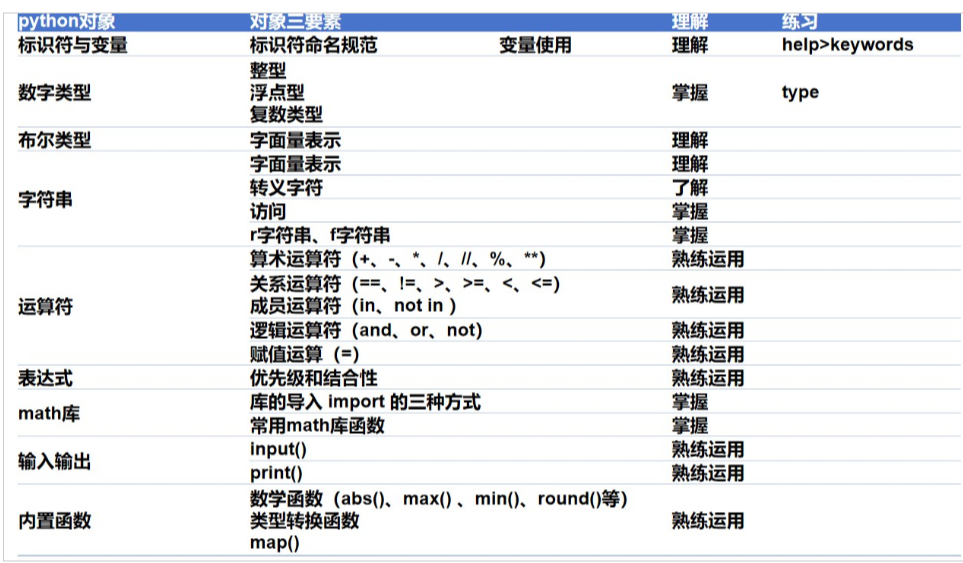 python对象 对象三要素 理解 练习
标识符与变量 标识符命名规范 变量使用 理解 help>keywords
整型
数字类型 浮点型 掌握 type
复数类型
布尔类型 字面量表示 理解
字面量表示 理解
转义字符 了解
字符串
访问 掌握
r字符串、f字符串 掌握
算术运算符（+、-、*、/、//、%、**） 熟练运用
关系运算符（==、!=、>、>=、<、<=）
熟练运用
成员运算符（in、not in ）
运算符
逻辑运算符（and、or、not） 熟练运用
赋值运算（=） 熟练运用
表达式 优先级和结合性 熟练运用
库的导入 import 的三种方式 掌握
math库
常用math库函数 掌握
input() 熟练运用
输入输出
print() 熟练运用
数学函数（abs()、max() 、min()、round()等）
内置函数 类型转换函数 熟练运用
map()